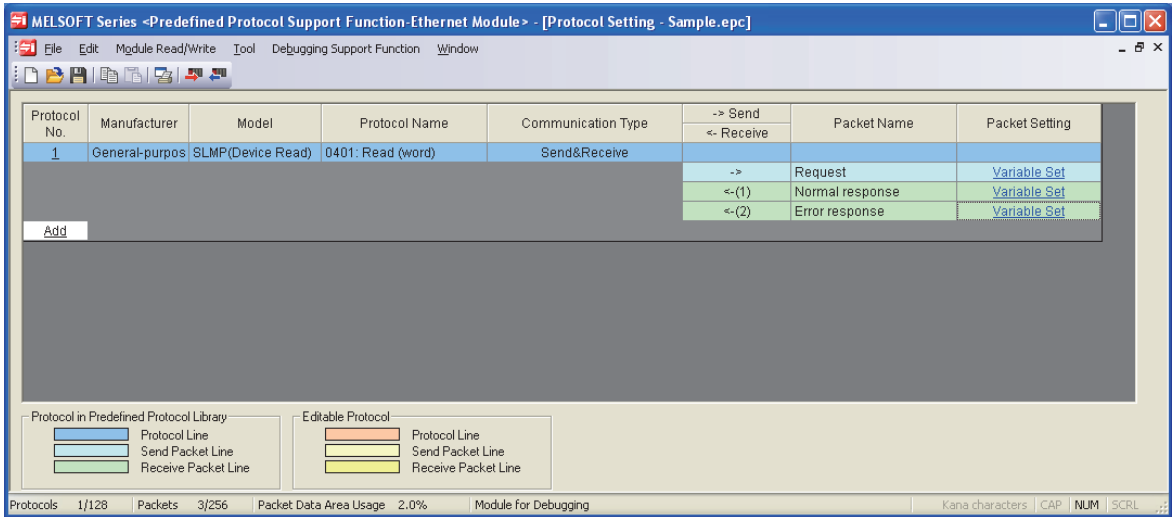 MELSOFT Series <Predefined Protocol Support Function-Ethernet Module> - [Protocol Setting - Sample.epc]
File Edit Module Read/Write Tool Debugging Support Function Window
Protocol No. Manufacturer Model Protocol Name Communication Type -> Send <- Receive Packet Name Packet Setting
1 General-purpos SLMP(Device Read) 0401: Read (word) Send&Receive
-> Request Variable Set
<-(1) Normal response Variable Set
<-(2) Error response Variable Set
Add
Protocol in Predefined Protocol Library Editable Protocol
Protocol Line Protocol Line
Send Packet Line Send Packet Line
Receive Packet Line Receive Packet Line
Protocols 1/128 Packets 3/256 Packet Data Area Usage 2.0% Module for Debugging Kana characters CAP NUM SCRL